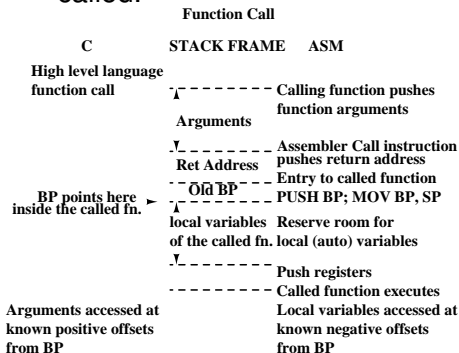 called.
Function Call
C STACK FRAME ASM
High level language
function call
Calling function pushes
function arguments
Arguments
Assembler Call instruction
pushes return address
Ret Address
Entry to called function
Old BP
PUSH BP; MOV BP, SP
BP points here
inside the called fn.
local variables
of the called fn.
Reserve room for
local (auto) variables
Push registers
Called function executes
Arguments accessed at
known positive offsets
from BP
Local variables accessed at
known negative offsets
from BP